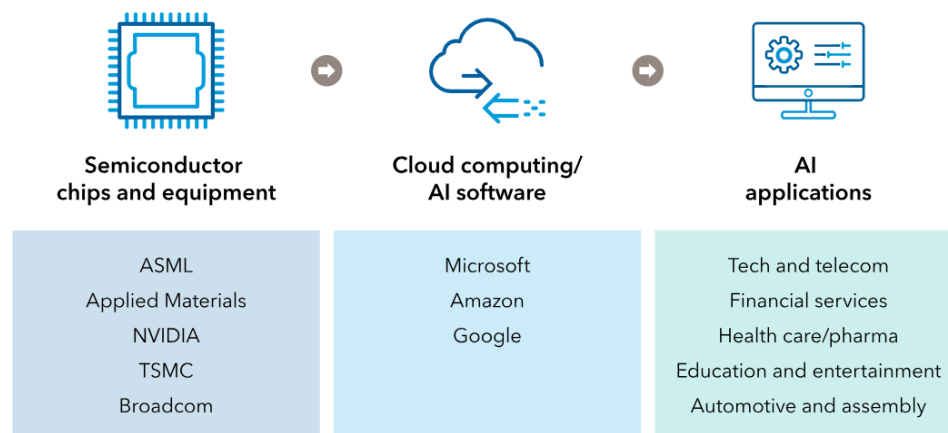 Semiconductor
chips and equipment
Cloud computing/
AI software
AI
applications
ASML
Applied Materials
NVIDIA
TSMC
Broadcom
Microsoft
Amazon
Google
Tech and telecom
Financial services
Health care/pharma
Education and entertainment
Automotive and assembly